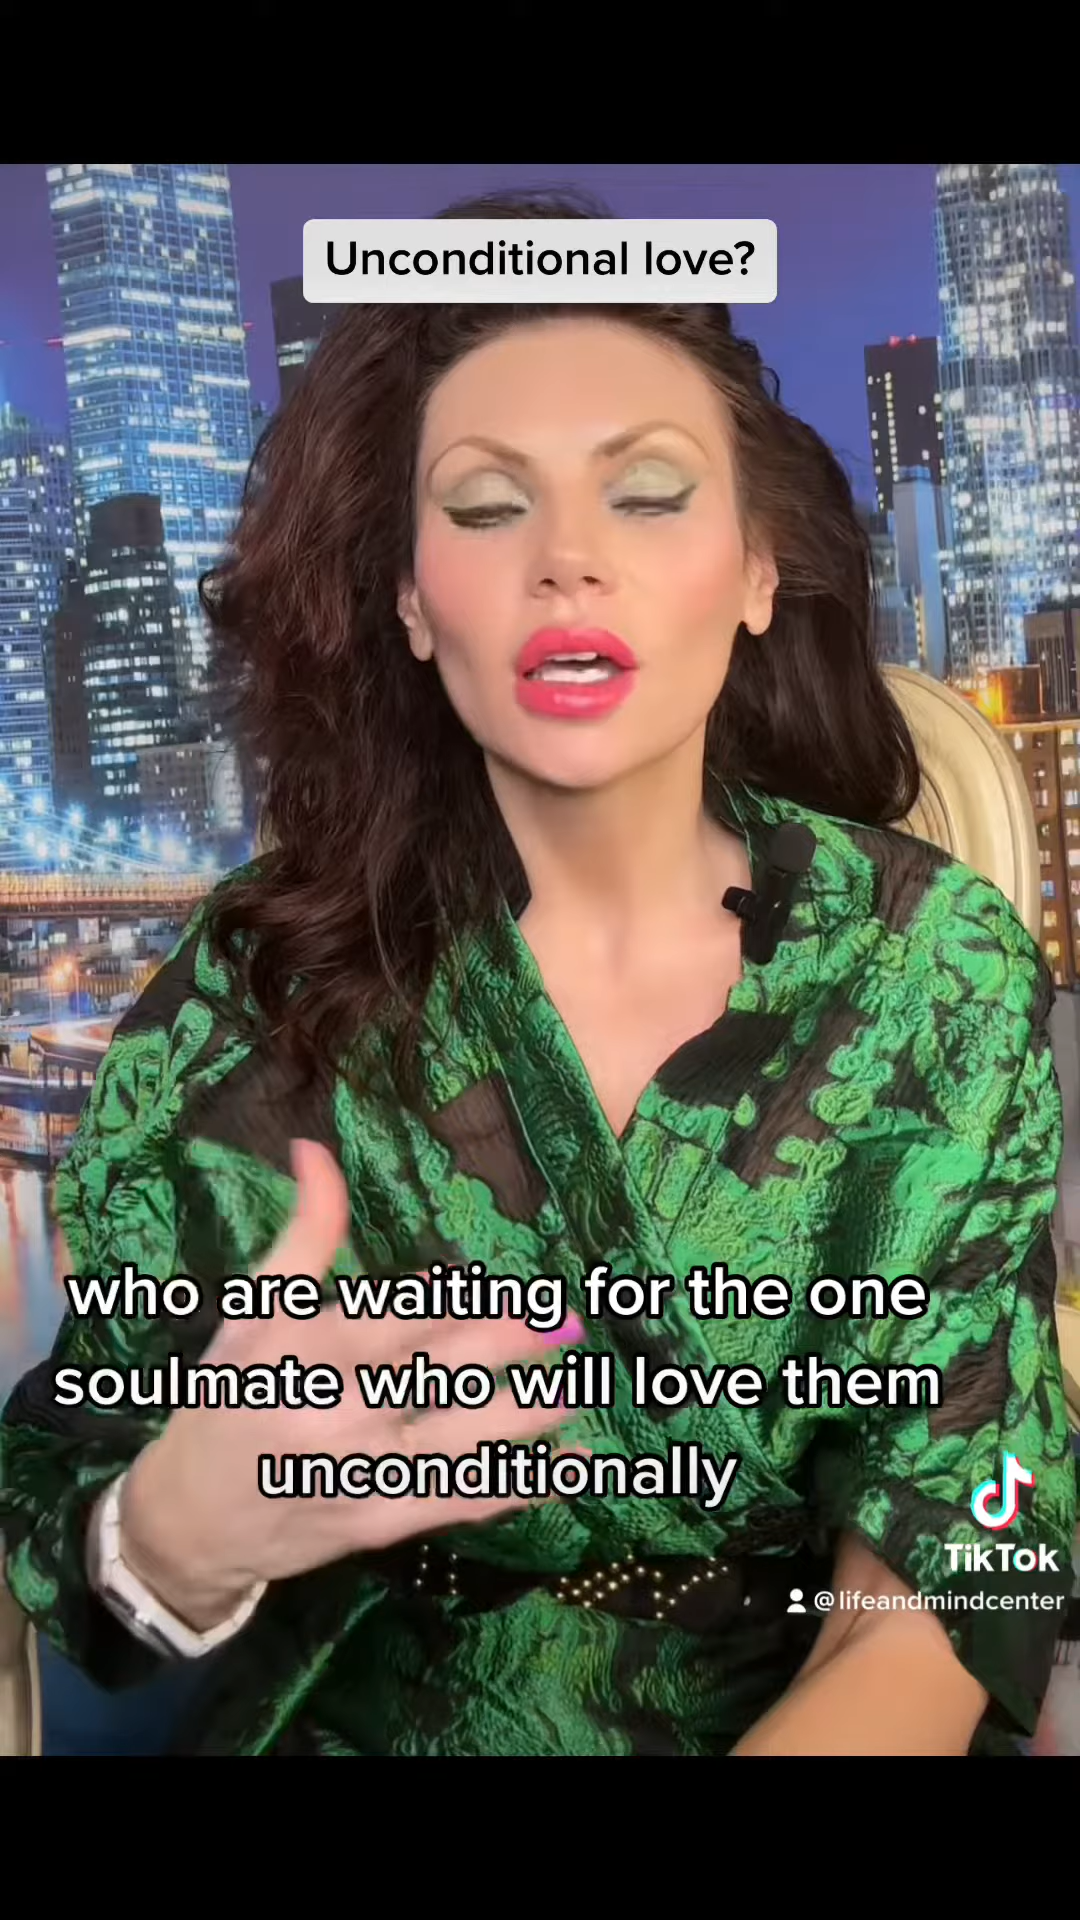 Unconditional love?
who are waiting for the one
soulmate who will love them
unconditionally
TikTok
@lifeandmindcenter